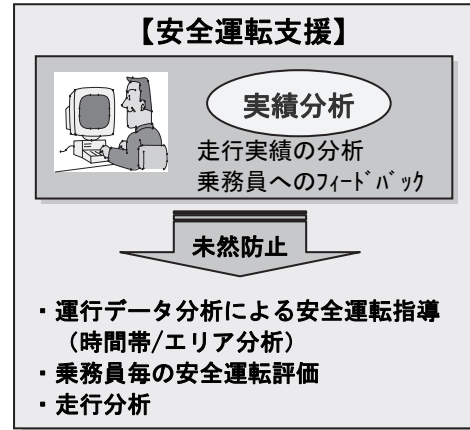 【安全運転支援】
実績分析
走行実績の分析
乗務員へのﾌｨｰﾄﾞﾊﾞｯｸ
未然防止
・運行データ分析による安全運転指導
（時間帯/エリア分析）
・乗務員毎の安全運転評価
・走行分析